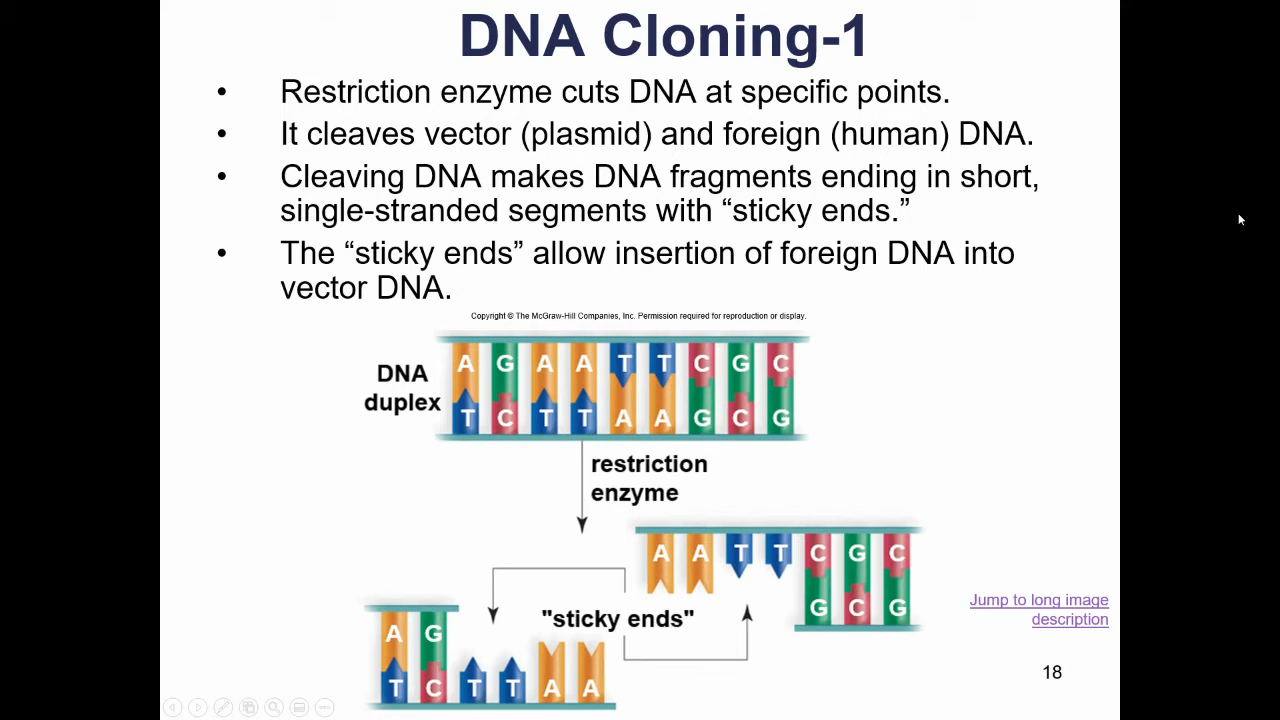 DNA Cloning-1
• Restriction enzyme cuts DNA at specific points.
• It cleaves vector (plasmid) and foreign (human) DNA.
• Cleaving DNA makes DNA fragments ending in short,
single-stranded segments with “sticky ends.”
• The “sticky ends” allow insertion of foreign DNA into
vector DNA.
Copyright © The McGraw-Hill Companies, Inc. Permission required for reproduction or display.
DNA
duplex
A G A A T T C G C
T C T T A A G C G
restriction
enzyme
A A T T C G C
G C G
"sticky ends"
A G
T C T T A A
Jump to long image
description
18